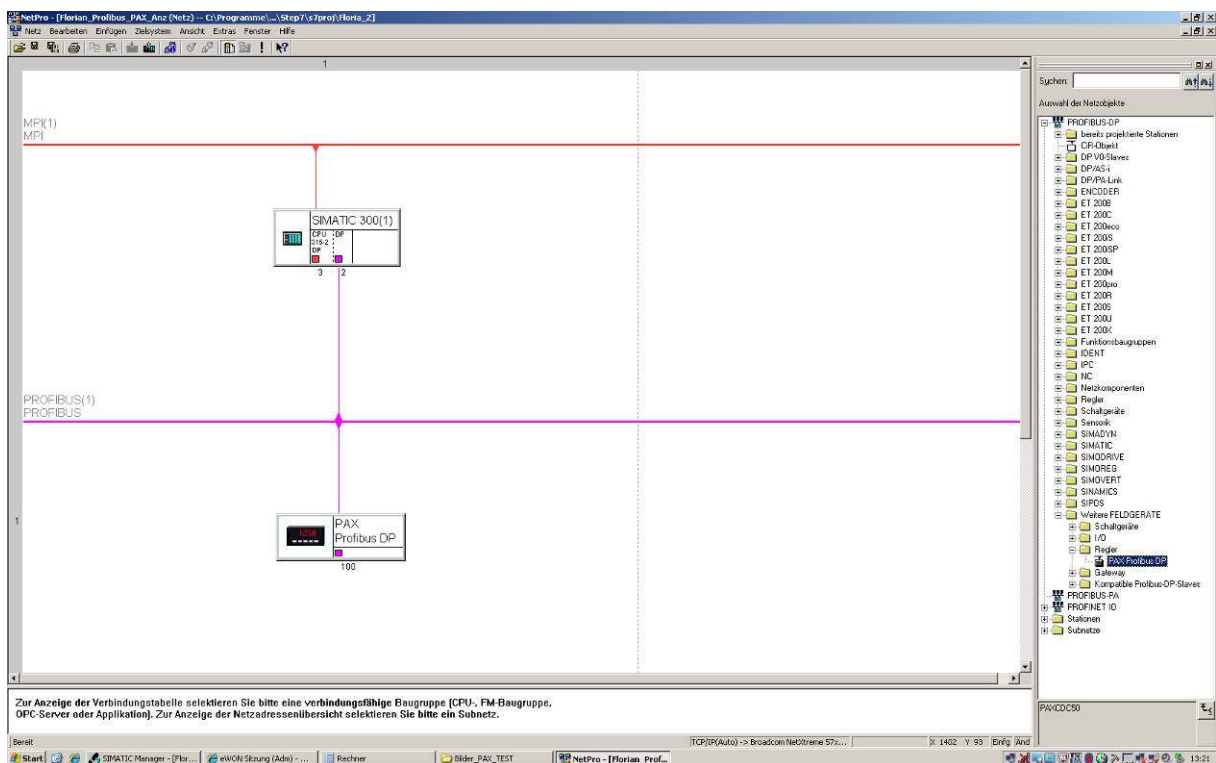 NetPro - [Florian_Profibus_PAX_Anz (Netz) -- C:\Programme\...\Step7\s7proj\Floria_2]
Netz Bearbeiten Einfügen Zielsystem Ansicht Extras Fenster Hilfe
1
MPI(1)
MPI
SIMATIC 300(1)
CPU 315-2 DP
DP
3 2
PROFIBUS(1)
PROFIBUS
1
PAX
Profibus DP
100
Suchen:
Auswahl der Netzobjekte
PROFIBUS-DP
bereits projektierte Stationen
CiR-Objekt
DP V0-Slaves
DP/AS-i
DP/PA-Link
ENCODER
ET 200B
ET 200C
ET 200eco
ET 200iS
ET 200iSP
ET 200L
ET 200M
ET 200pro
ET 200R
ET 200S
ET 200U
ET 200X
Funktionsbaugruppen
IDENT
IPC
NC
Netzkomponenten
Regler
Schaltgeräte
Sensorik
SIMADYN
SIMATIC
SIMODRIVE
SIMOREG
SIMOVERT
SINAMICS
SIPOS
Weitere FELDGERÄTE
Schaltgeräte
I/O
Regler
PAX Profibus DP
Gateway
Kompatible Profibus-DP-Slaves
PROFIBUS-PA
PROFINET IO
Stationen
Subnetze
PAXCDC50
Zur Anzeige der Verbindungstabelle selektieren Sie bitte eine verbindungsfähige Baugruppe (CPU-, FM-Baugruppe,
OPC-Server oder Applikation). Zur Anzeige der Netzadressenübersicht selektieren Sie bitte ein Subnetz.
Bereit
TCP/IP(Auto) -> Broadcom NetXtreme 57x...
X 1402 Y 93
Einfg
Änd
Start
SIMATIC Manager - [Flor...
eWON Sitzung (Adm) - ...
Rechner
Bilder_PAX_TEST
NetPro - [Florian_Prof...
13:21